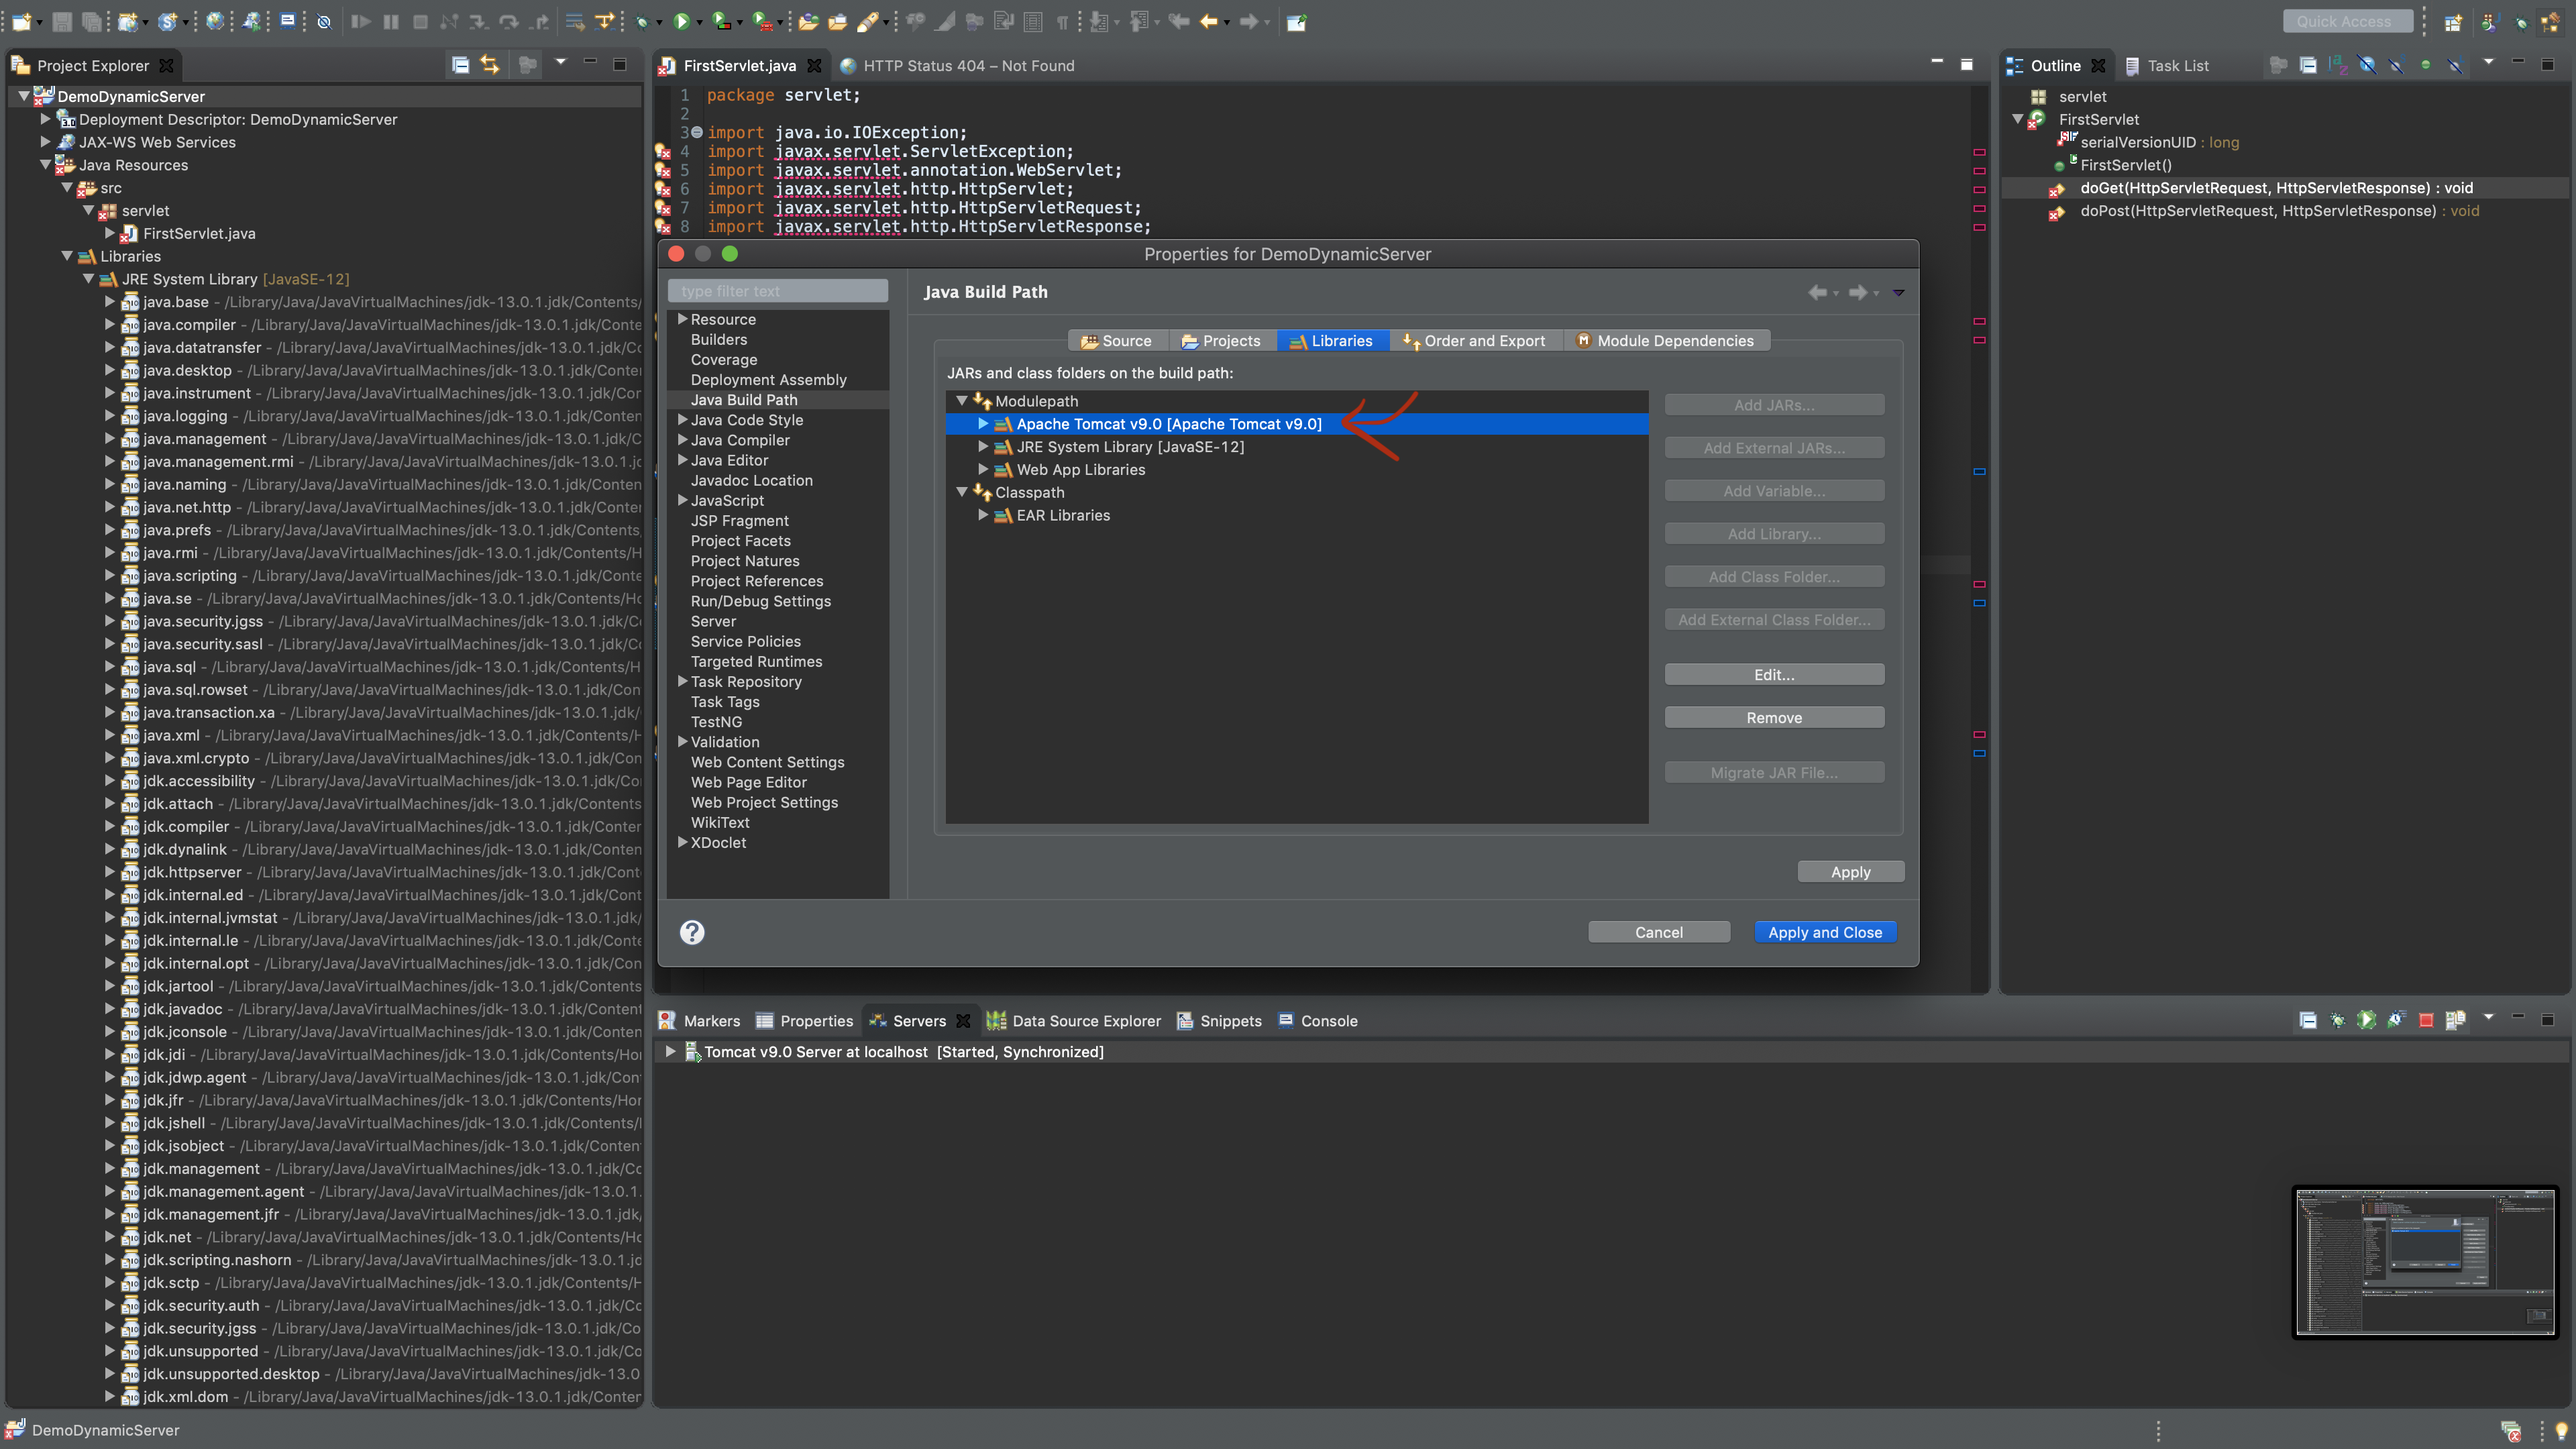 Quick Access
Project Explorer
DemoDynamicServer
Deployment Descriptor: DemoDynamicServer
JAX-WS Web Services
Java Resources
src
servlet
FirstServlet.java
Libraries
JRE System Library [JavaSE-12]
java.base - /Library/Java/JavaVirtualMachines/jdk-13.0.1.jdk/Contents/
java.compiler - /Library/Java/JavaVirtualMachines/jdk-13.0.1.jdk/Conte
java.datatransfer - /Library/Java/JavaVirtualMachines/jdk-13.0.1.jdk/Cc
java.desktop - /Library/Java/JavaVirtualMachines/jdk-13.0.1.jdk/Conten
java.instrument - /Library/Java/JavaVirtualMachines/jdk-13.0.1.jdk/Cont
java.logging - /Library/Java/JavaVirtualMachines/jdk-13.0.1.jdk/Conten
java.management - /Library/Java/JavaVirtualMachines/jdk-13.0.1.jdk/C
java.management.rmi - /Library/Java/JavaVirtualMachines/jdk-13.0.1.jc
java.naming - /Library/Java/JavaVirtualMachines/jdk-13.0.1.jdk/Conten
java.net.http - /Library/Java/JavaVirtualMachines/jdk-13.0.1.jdk/Conter
java.prefs - /Library/Java/JavaVirtualMachines/jdk-13.0.1.jdk/Contents
java.rmi - /Library/Java/JavaVirtualMachines/jdk-13.0.1.jdk/Contents/H
java.scripting - /Library/Java/JavaVirtualMachines/jdk-13.0.1.jdk/Conte
java.se - /Library/Java/JavaVirtualMachines/jdk-13.0.1.jdk/Contents/Ho
java.security.jgss - /Library/Java/JavaVirtualMachines/jdk-13.0.1.jdk/C
java.security.sasl - /Library/Java/JavaVirtualMachines/jdk-13.0.1.jdk/Cc
java.sql - /Library/Java/JavaVirtualMachines/jdk-13.0.1.jdk/Contents/H
java.sql.rowset - /Library/Java/JavaVirtualMachines/jdk-13.0.1.jdk/Cont
java.transaction.xa - /Library/Java/JavaVirtualMachines/jdk-13.0.1.jdk/
java.xml - /Library/Java/JavaVirtualMachines/jdk-13.0.1.jdk/Contents/H
java.xml.crypto - /Library/Java/JavaVirtualMachines/jdk-13.0.1.jdk/Cont
jdk.accessibility - /Library/Java/JavaVirtualMachines/jdk-13.0.1.jdk/Co
jdk.attach - /Library/Java/JavaVirtualMachines/jdk-13.0.1.jdk/Contents
jdk.compiler - /Library/Java/JavaVirtualMachines/jdk-13.0.1.jdk/Conter
jdk.dynalink - /Library/Java/JavaVirtualMachines/jdk-13.0.1.jdk/Conten
jdk.httpserver - /Library/Java/JavaVirtualMachines/jdk-13.0.1.jdk/Cont
jdk.internal.ed - /Library/Java/JavaVirtualMachines/jdk-13.0.1.jdk/Con
jdk.internal.jvmstat - /Library/Java/JavaVirtualMachines/jdk-13.0.1.jdk/
jdk.internal.le - /Library/Java/JavaVirtualMachines/jdk-13.0.1.jdk/Cont
jdk.internal.opt - /Library/Java/JavaVirtualMachines/jdk-13.0.1.jdk/Con
jdk.jartool - /Library/Java/JavaVirtualMachines/jdk-13.0.1.jdk/Contents
jdk.javadoc - /Library/Java/JavaVirtualMachines/jdk-13.0.1.jdk/Content
jdk.jconsole - /Library/Java/JavaVirtualMachines/jdk-13.0.1.jdk/Conten
jdk.jdi - /Library/Java/JavaVirtualMachines/jdk-13.0.1.jdk/Contents/Hor
jdk.jdwp.agent - /Library/Java/JavaVirtualMachines/jdk-13.0.1.jdk/Con
jdk.jfr - /Library/Java/JavaVirtualMachines/jdk-13.0.1.jdk/Contents/Hor
jdk.jshell - /Library/Java/JavaVirtualMachines/jdk-13.0.1.jdk/Contents/
jdk.jsobject - /Library/Java/JavaVirtualMachines/jdk-13.0.1.jdk/Conten
jdk.management - /Library/Java/JavaVirtualMachines/jdk-13.0.1.jdk/Cc
jdk.management.agent - /Library/Java/JavaVirtualMachines/jdk-13.0.1.
jdk.management.jfr - /Library/Java/JavaVirtualMachines/jdk-13.0.1.jdk/
jdk.net - /Library/Java/JavaVirtualMachines/jdk-13.0.1.jdk/Contents/Hc
jdk.scripting.nashorn - /Library/Java/JavaVirtualMachines/jdk-13.0.1.jc
jdk.sctp - /Library/Java/JavaVirtualMachines/jdk-13.0.1.jdk/Contents/H
jdk.security.auth - /Library/Java/JavaVirtualMachines/jdk-13.0.1.jdk/Cc
jdk.security.jgss - /Library/Java/JavaVirtualMachines/jdk-13.0.1.jdk/Co
jdk.unsupported - /Library/Java/JavaVirtualMachines/jdk-13.0.1.jdk/Cc
jdk.unsupported.desktop - /Library/Java/JavaVirtualMachines/jdk-13.0
jdk.xml.dom - /Library/Java/JavaVirtualMachines/jdk-13.0.1.jdk/Conter
FirstServlet.java
HTTP Status 404 – Not Found
1 package servlet;
2
3 import java.io.IOException;
4 import javax.servlet.ServletException;
5 import javax.servlet.annotation.WebServlet;
6 import javax.servlet.http.HttpServlet;
7 import javax.servlet.http.HttpServletRequest;
8 import javax.servlet.http.HttpServletResponse;
Properties for DemoDynamicServer
type filter text
Resource
Builders
Coverage
Deployment Assembly
Java Build Path
Java Code Style
Java Compiler
Java Editor
Javadoc Location
JavaScript
JSP Fragment
Project Facets
Project Natures
Project References
Run/Debug Settings
Server
Service Policies
Targeted Runtimes
Task Repository
Task Tags
TestNG
Validation
Web Content Settings
Web Page Editor
Web Project Settings
WikiText
XDoclet
Java Build Path
Source
Projects
Libraries
Order and Export
M Module Dependencies
JARs and class folders on the build path:
Modulepath
Apache Tomcat v9.0 [Apache Tomcat v9.0]
JRE System Library [JavaSE-12]
Web App Libraries
Classpath
EAR Libraries
Add JARs...
Add External JARs...
Add Variable...
Add Library...
Add Class Folder...
Add External Class Folder...
Edit...
Remove
Migrate JAR File...
Apply
?
Cancel
Apply and Close
Outline
Task List
servlet
FirstServlet
serialVersionUID : long
FirstServlet()
doGet(HttpServletRequest, HttpServletResponse) : void
doPost(HttpServletRequest, HttpServletResponse) : void
Markers
Properties
Servers
Data Source Explorer
Snippets
Console
Tomcat v9.0 Server at localhost [Started, Synchronized]
DemoDynamicServer